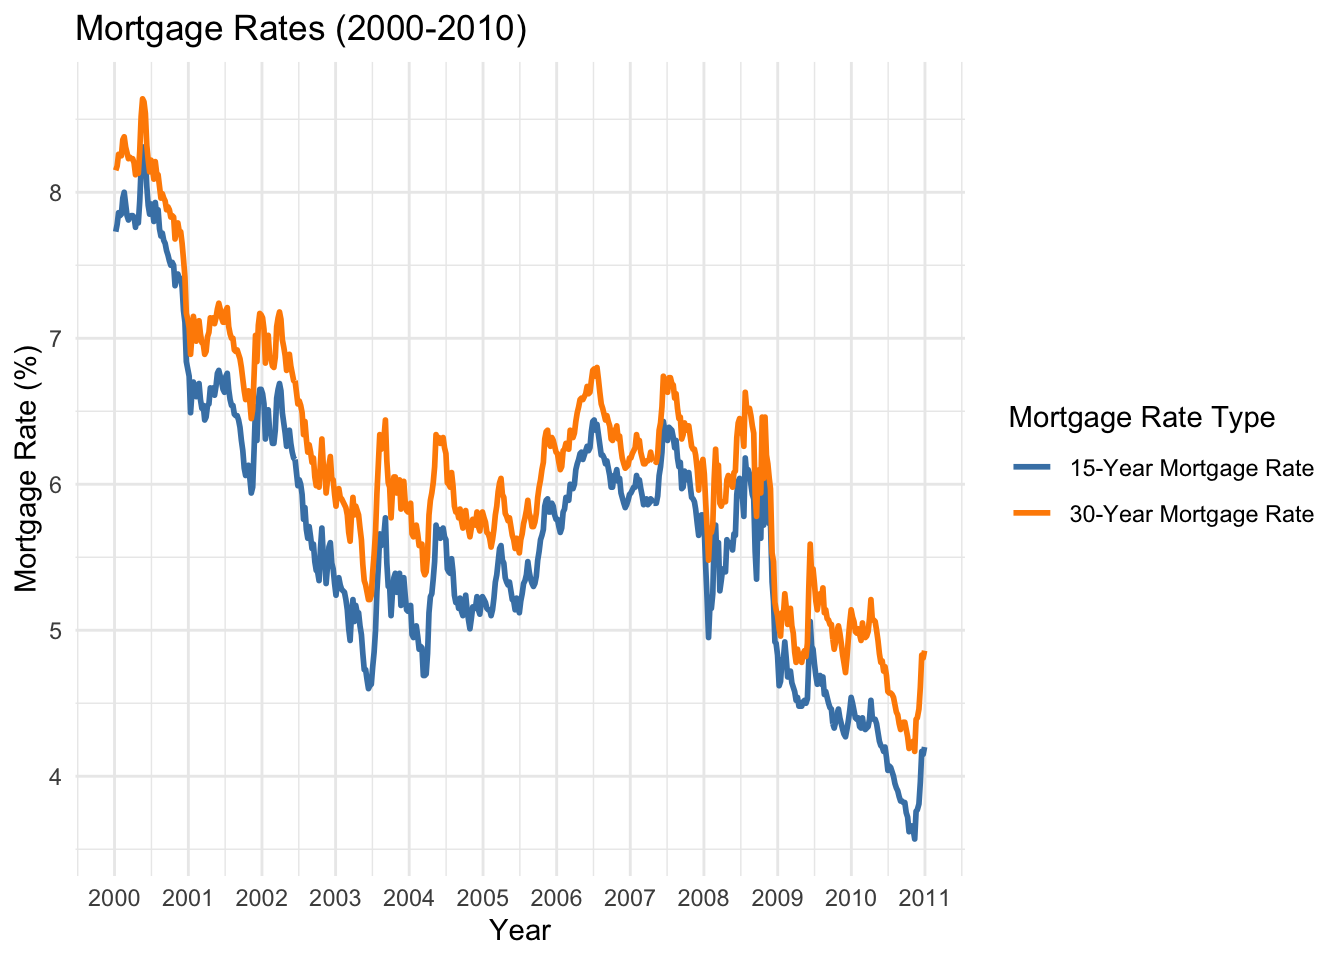 Mortgage Rates (2000-2010)
Mortgage Rate (%)
8
7
6
5
4
2000 2001 2002 2003 2004 2005 2006 2007 2008 2009 2010 2011
Year
Mortgage Rate Type
15-Year Mortgage Rate
30-Year Mortgage Rate